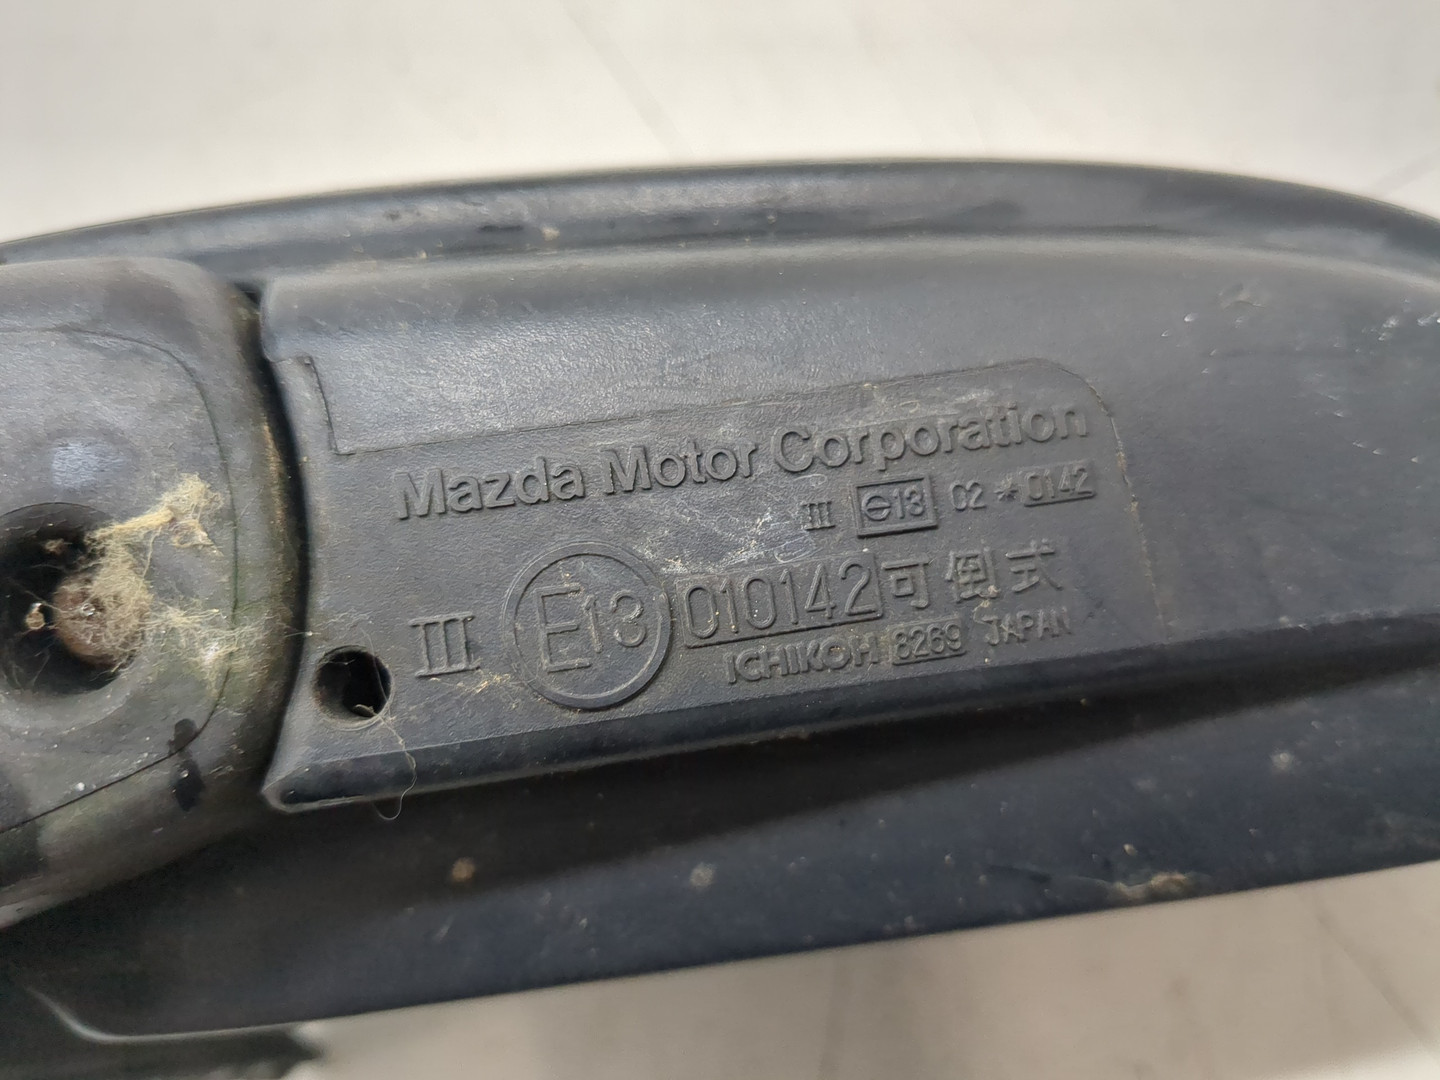 Mazda Motor Corporation
III e13 02 * 0142
III E13 010142 可倒式
ICHIKOH 8269 JAPAN